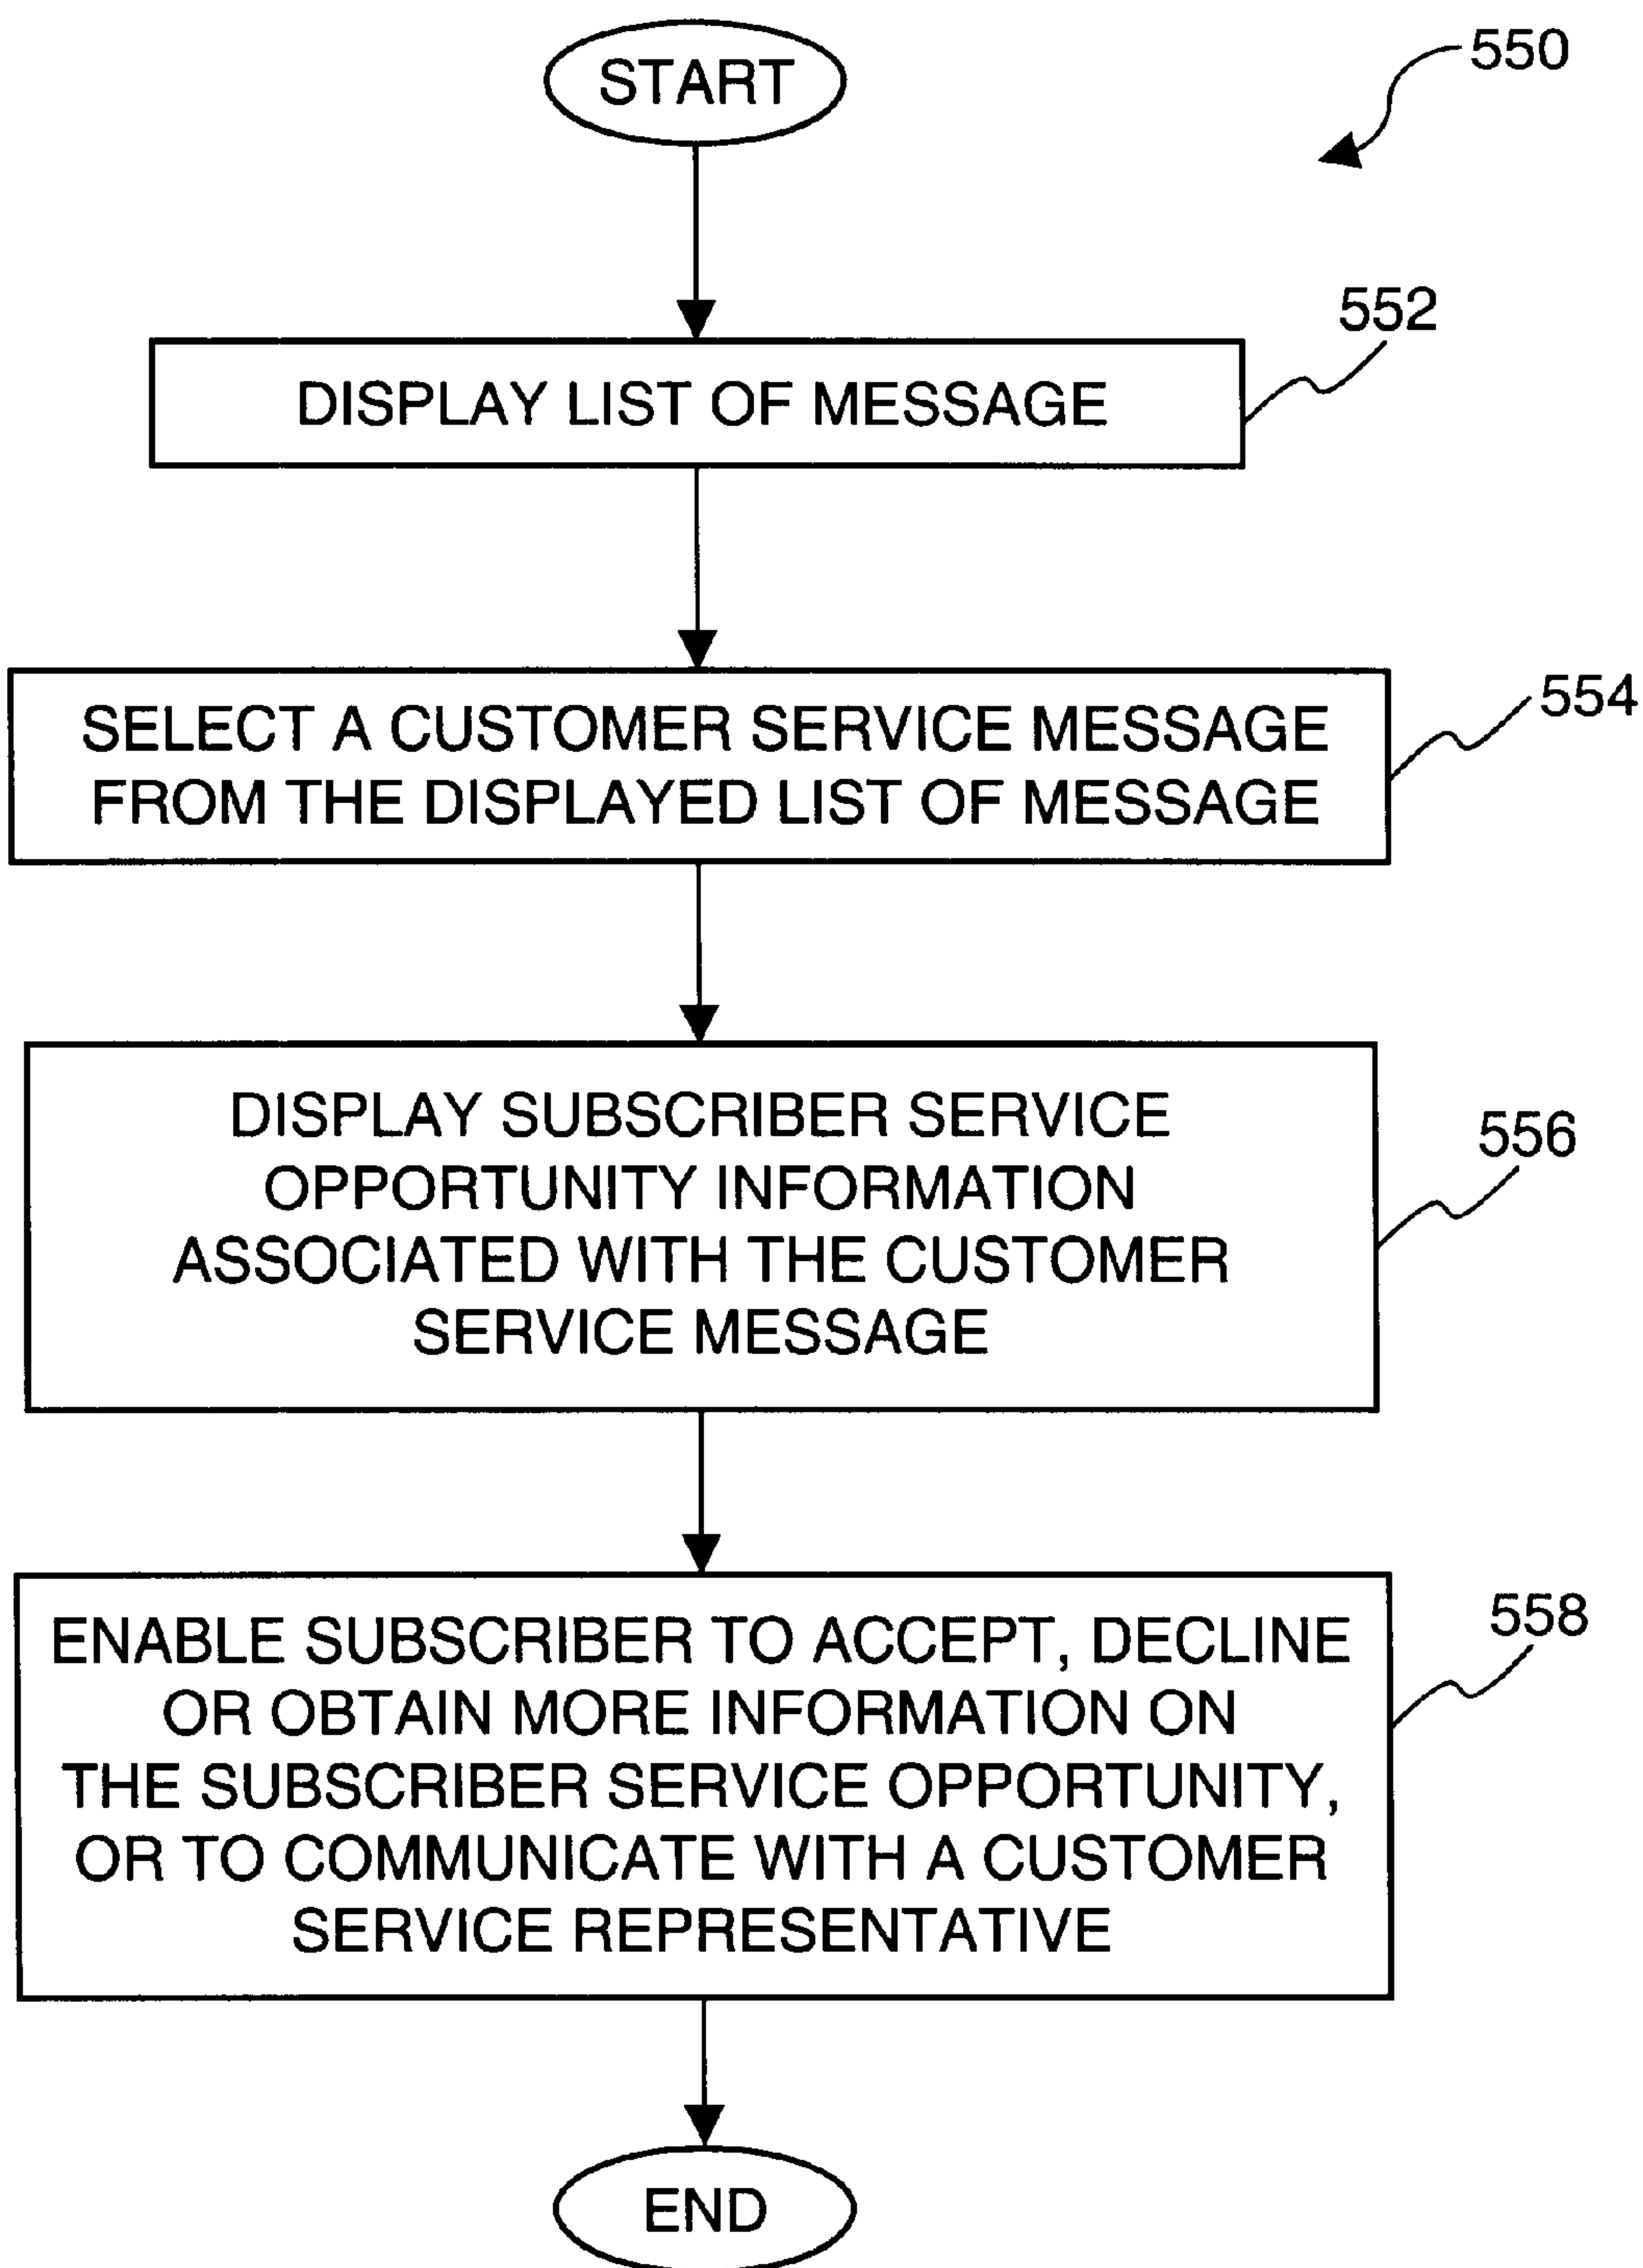 START
550
552
DISPLAY LIST OF MESSAGE
554
SELECT A CUSTOMER SERVICE MESSAGE
FROM THE DISPLAYED LIST OF MESSAGE
DISPLAY SUBSCRIBER SERVICE
OPPORTUNITY INFORMATION
ASSOCIATED WITH THE CUSTOMER
SERVICE MESSAGE
556
ENABLE SUBSCRIBER TO ACCEPT, DECLINE
OR OBTAIN MORE INFORMATION ON
THE SUBSCRIBER SERVICE OPPORTUNITY,
OR TO COMMUNICATE WITH A CUSTOMER
SERVICE REPRESENTATIVE
558
END